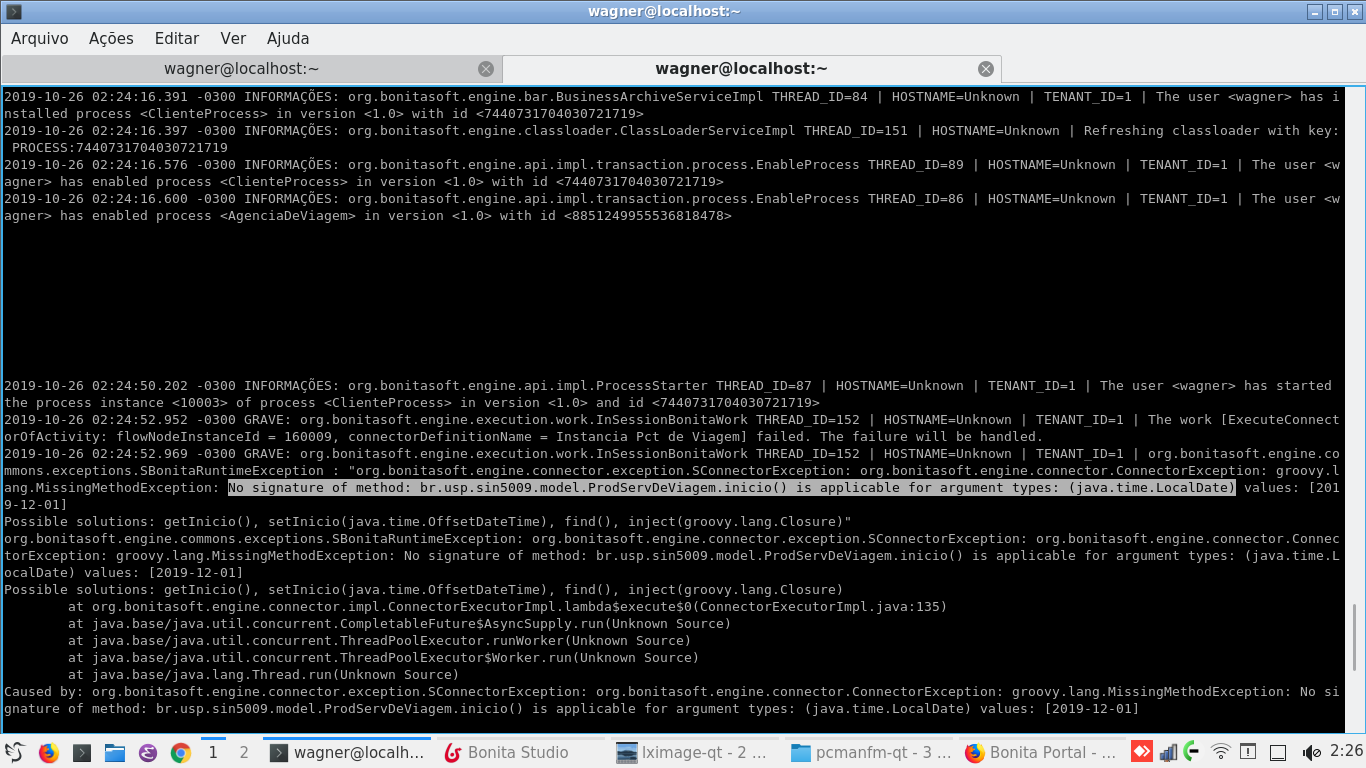 wagner@localhost:~
Arquivo Ações Editar Ver Ajuda
wagner@localhost:~ wagner@localhost:~
2019-10-26 02:24:16.391 -0300 INFORMAÇÕES: org.bonitasoft.engine.bar.BusinessArchiveServiceImpl THREAD_ID=84 | HOSTNAME=Unknown | TENANT_ID=1 | The user <wagner> has i
nstalled process <ClienteProcess> in version <1.0> with id <7440731704030721719>
2019-10-26 02:24:16.397 -0300 INFORMAÇÕES: org.bonitasoft.engine.classloader.ClassLoaderServiceImpl THREAD_ID=151 | HOSTNAME=Unknown | Refreshing classloader with key:
PROCESS:7440731704030721719
2019-10-26 02:24:16.576 -0300 INFORMAÇÕES: org.bonitasoft.engine.api.impl.transaction.process.EnableProcess THREAD_ID=89 | HOSTNAME=Unknown | TENANT_ID=1 | The user <w
agner> has enabled process <ClienteProcess> in version <1.0> with id <7440731704030721719>
2019-10-26 02:24:16.600 -0300 INFORMAÇÕES: org.bonitasoft.engine.api.impl.transaction.process.EnableProcess THREAD_ID=86 | HOSTNAME=Unknown | TENANT_ID=1 | The user <w
agner> has enabled process <AgenciaDeViagem> in version <1.0> with id <8851249955536818478>
2019-10-26 02:24:50.202 -0300 INFORMAÇÕES: org.bonitasoft.engine.api.impl.ProcessStarter THREAD_ID=87 | HOSTNAME=Unknown | TENANT_ID=1 | The user <wagner> has started
the process instance <10003> of process <ClienteProcess> in version <1.0> and id <7440731704030721719>
2019-10-26 02:24:52.952 -0300 GRAVE: org.bonitasoft.engine.execution.work.InSessionBonitaWork THREAD_ID=152 | HOSTNAME=Unknown | TENANT_ID=1 | The work [ExecuteConnect
orOfActivity: flowNodeInstanceId = 160009, connectorDefinitionName = Instancia Pct de Viagem] failed. The failure will be handled.
2019-10-26 02:24:52.969 -0300 GRAVE: org.bonitasoft.engine.execution.work.InSessionBonitaWork THREAD_ID=152 | HOSTNAME=Unknown | TENANT_ID=1 | org.bonitasoft.engine.co
mmons.exceptions.SBonitaRuntimeException : "org.bonitasoft.engine.connector.exception.SConnectorException: org.bonitasoft.engine.connector.ConnectorException: groovy.l
ang.MissingMethodException: No signature of method: br.usp.sin5009.model.ProdServDeViagem.inicio() is applicable for argument types: (java.time.LocalDate) values: [201
9-12-01]
Possible solutions: getInicio(), setInicio(java.time.OffsetDateTime), find(), inject(groovy.lang.Closure)"
org.bonitasoft.engine.commons.exceptions.SBonitaRuntimeException: org.bonitasoft.engine.connector.exception.SConnectorException: org.bonitasoft.engine.connector.Connec
torException: groovy.lang.MissingMethodException: No signature of method: br.usp.sin5009.model.ProdServDeViagem.inicio() is applicable for argument types: (java.time.L
ocalDate) values: [2019-12-01]
Possible solutions: getInicio(), setInicio(java.time.OffsetDateTime), find(), inject(groovy.lang.Closure)
at org.bonitasoft.engine.connector.impl.ConnectorExecutorImpl.lambda$execute$0(ConnectorExecutorImpl.java:135)
at java.base/java.util.concurrent.CompletableFuture$AsyncSupply.run(Unknown Source)
at java.base/java.util.concurrent.ThreadPoolExecutor.runWorker(Unknown Source)
at java.base/java.util.concurrent.ThreadPoolExecutor$Worker.run(Unknown Source)
at java.base/java.lang.Thread.run(Unknown Source)
Caused by: org.bonitasoft.engine.connector.exception.SConnectorException: org.bonitasoft.engine.connector.ConnectorException: groovy.lang.MissingMethodException: No si
gnature of method: br.usp.sin5009.model.ProdServDeViagem.inicio() is applicable for argument types: (java.time.LocalDate) values: [2019-12-01]
1 2 wagner@localh... Bonita Studio lximage-qt - 2 ... pcmanfm-qt - 3 ... Bonita Portal - ... 2:26